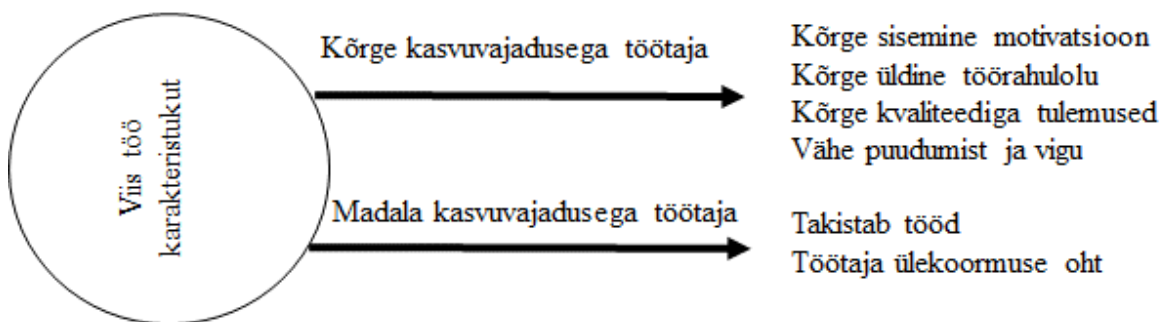 Viis töö
karakteristukut
Kõrge kasvuvajadusega töötaja
Kõrge sisemine motivatsioon
Kõrge üldine töörahulolu
Kõrge kvaliteediga tulemused
Vähe puudumist ja vigu
Madala kasvuvajadusega töötaja
Takistab tööd
Töötaja ülekoormuse oht